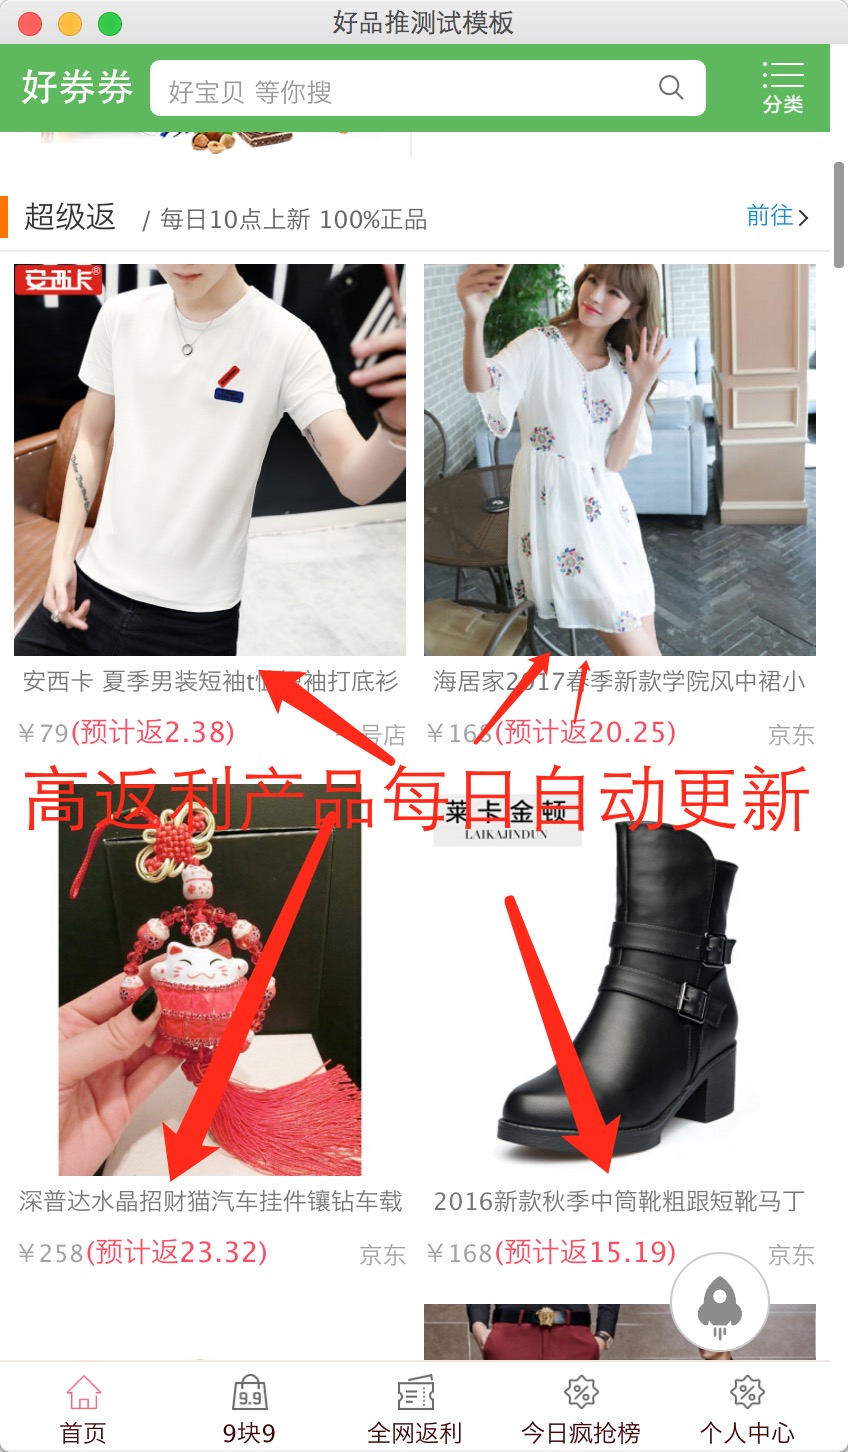 好品推测试模板
好券券
好宝贝 等你搜
分类
超级返 / 每日10点上新 100%正品
前往
安西卡®
安西卡 夏季男装短袖t恤短袖打底衫
海居家2017春季新款学院风中裙小
￥79(预计返2.38)
号店
￥168(预计返20.25)
京东
高返利产品每日自动更新
莱卡金顿
LAIKAJINDUN
深普达水晶招财猫汽车挂件镶钻车载
2016新款秋季中筒靴粗跟短靴马丁
￥258(预计返23.32)
京东
￥168(预计返15.19)
京东
9.9
首页
9块9
全网返利
今日疯抢榜
个人中心